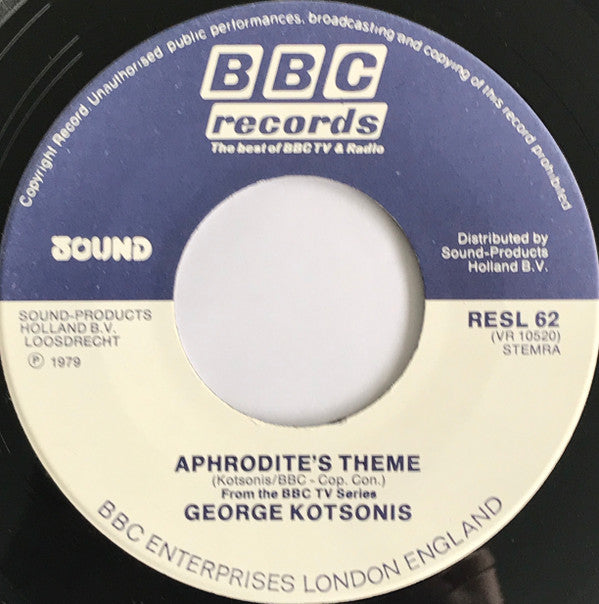 Copyright Record Unauthorised public performances, broadcasting and copying of this record prohibited
BBC
records
The best of BBC TV & Radio
SOUND
Distributed by
Sound-Products
Holland B.V.
SOUND-PRODUCTS
HOLLAND B.V.
LOOSDRECHT
℗ 1979
RESL 62
(VR 10520)
STEMRA
APHRODITE'S THEME
(Kotsonis/BBC - Cop. Con.)
From the BBC TV Series
GEORGE KOTSONIS
BBC ENTERPRISES LONDON ENGLAND